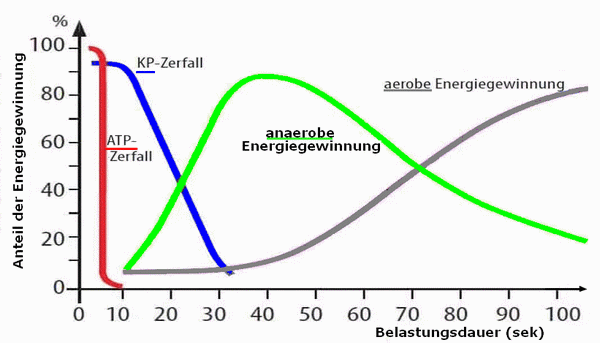 %
100
80
60
40
20
0
Anteil der Energiegewinnung
KP-Zerfall
ATP-
Zerfall
anaerobe
Energiegewinnung
aerobe Energiegewinnung
0 10 20 30 40 50 60 70 80 90 100
Belastungsdauer (sek)